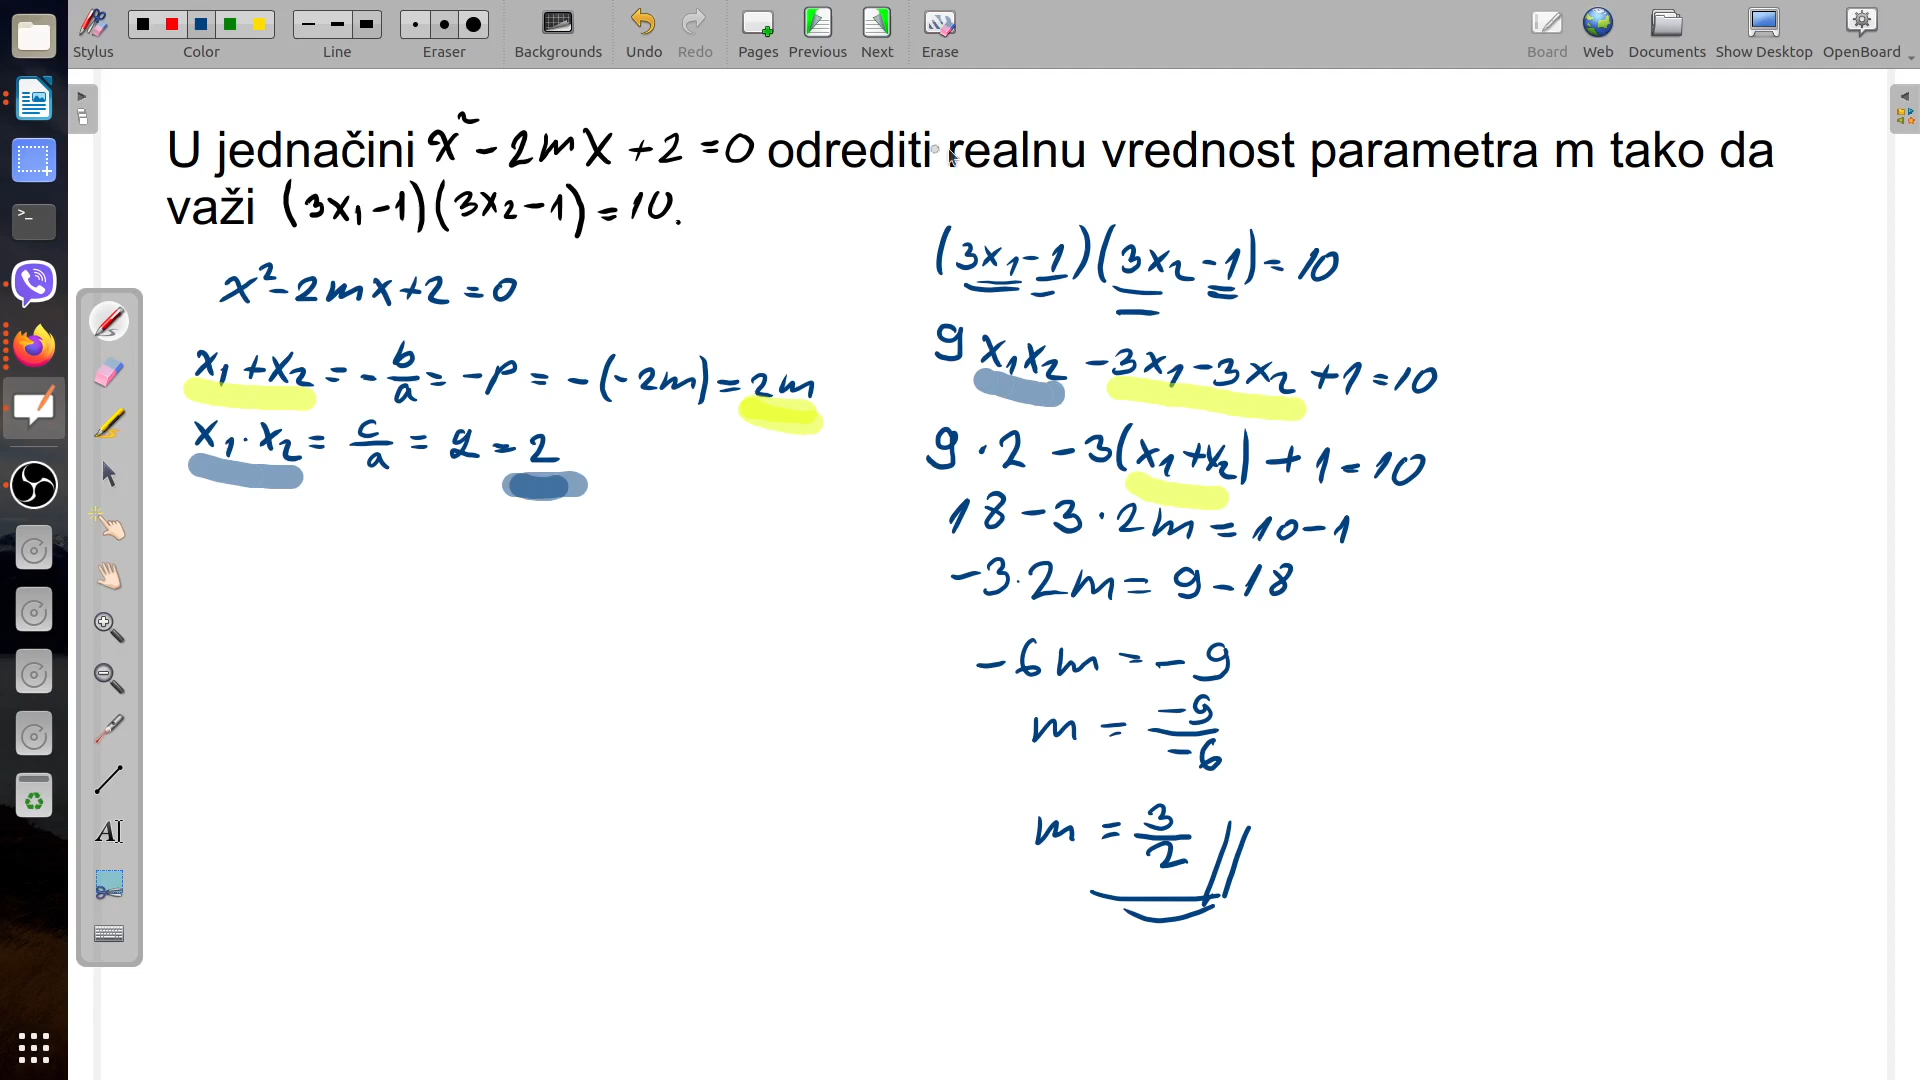 Stylus Color Line Eraser Backgrounds Undo Redo Pages Previous Next Erase Board Web Documents Show Desktop OpenBoard
U jednačini x² - 2mx + 2 = 0 odrediti realnu vrednost parametra m tako da
važi (3x₁-1)(3x₂-1) = 10.
x² - 2mx + 2 = 0
x₁ + x₂ = - b/a = -p = -(-2m) = 2m
x₁ · x₂ = c/a = q = 2
(3x₁-1)(3x₂-1) = 10
9 x₁x₂ - 3x₁ - 3x₂ + 1 = 10
9 · 2 - 3(x₁+x₂) + 1 = 10
18 - 3 · 2m = 10 - 1
-3 · 2m = 9 - 18
-6m = -9
m = -9/-6
m = 3/2